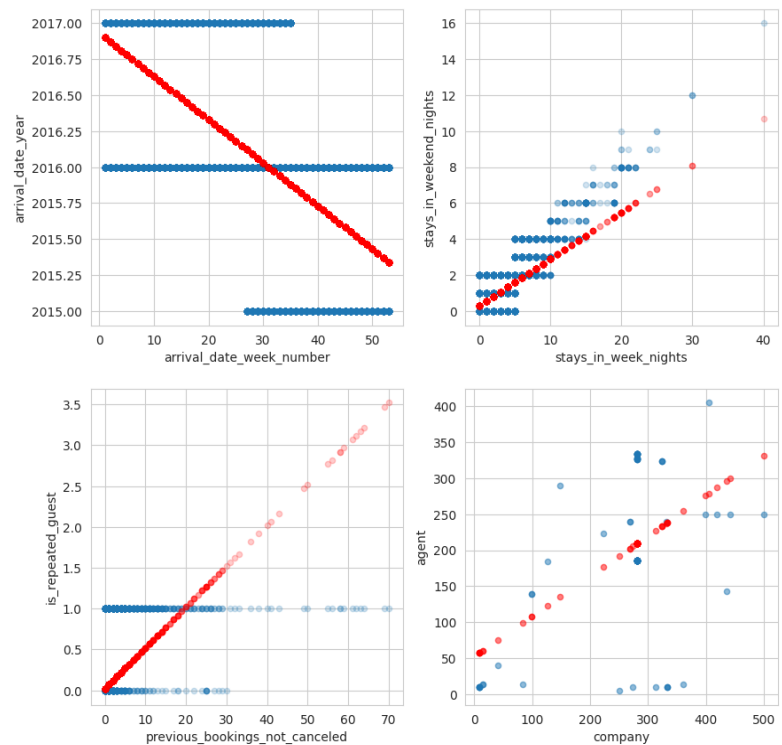 2017.00
2016.75
2016.50
2016.25
2016.00
2015.75
2015.50
2015.25
2015.00
arrival_date_year
0 10 20 30 40 50
arrival_date_week_number
16
14
12
10
8
6
4
2
0
stays_in_weekend_nights
0 10 20 30 40
stays_in_week_nights
3.5
3.0
2.5
2.0
1.5
1.0
0.5
0.0
is_repeated_guest
0 10 20 30 40 50 60 70
previous_bookings_not_canceled
400
350
300
250
200
150
100
50
0
agent
0 100 200 300 400 500
company